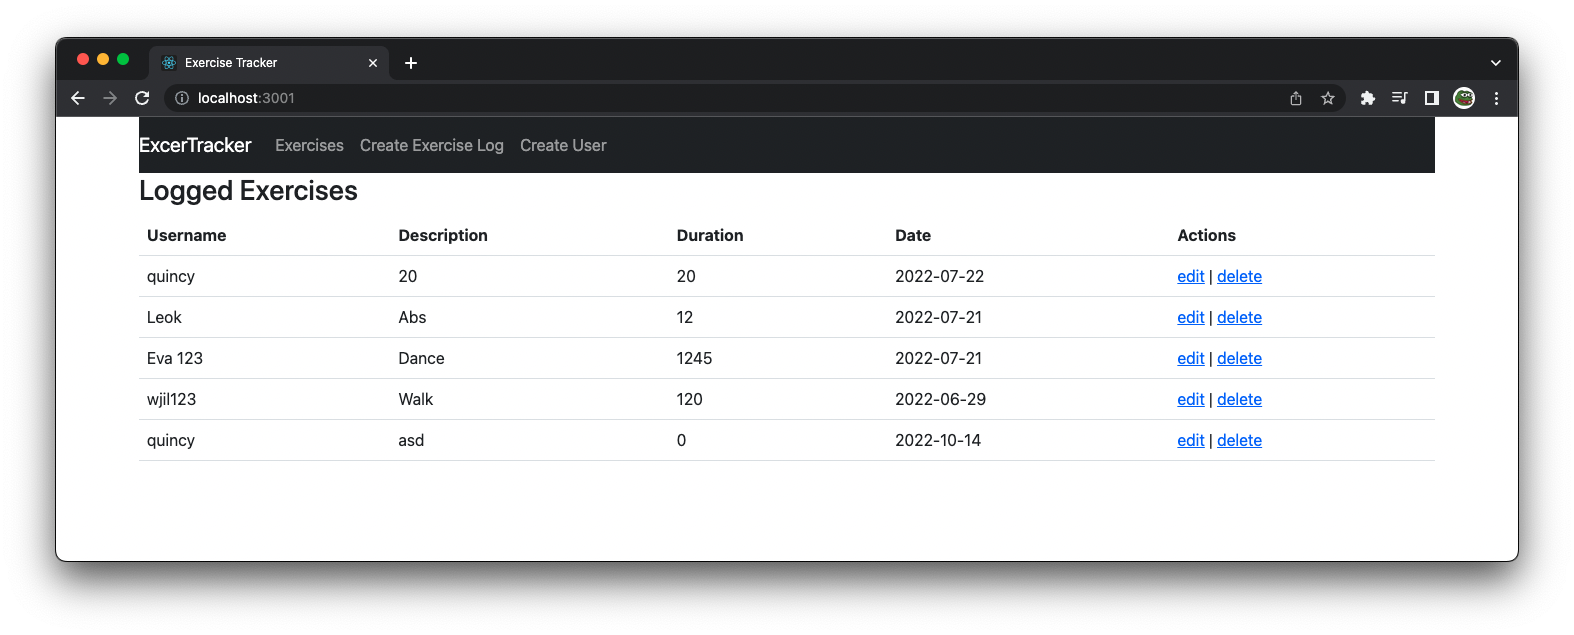 Exercise Tracker
localhost:3001
ExcerTracker Exercises Create Exercise Log Create User
Logged Exercises
Username Description Duration Date Actions
quincy 20 20 2022-07-22 edit | delete
Leok Abs 12 2022-07-21 edit | delete
Eva 123 Dance 1245 2022-07-21 edit | delete
wjil123 Walk 120 2022-06-29 edit | delete
quincy asd 0 2022-10-14 edit | delete